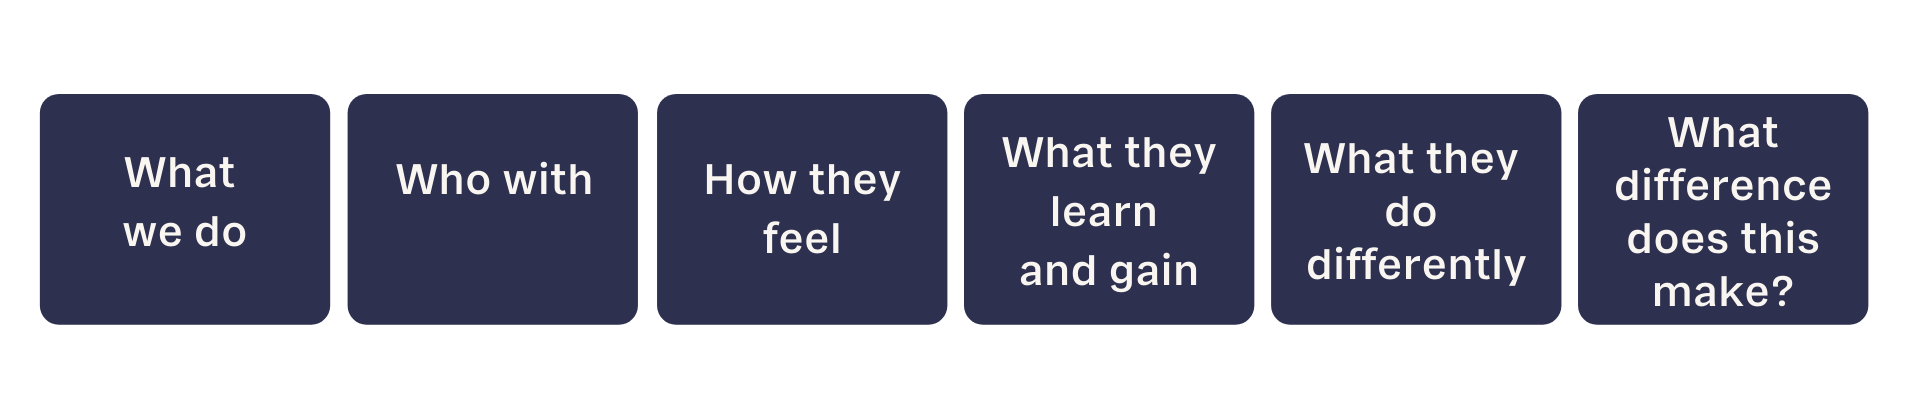 What
we do
Who with
How they
feel
What they
learn
and gain
What they
do
differently
What
difference
does this
make?